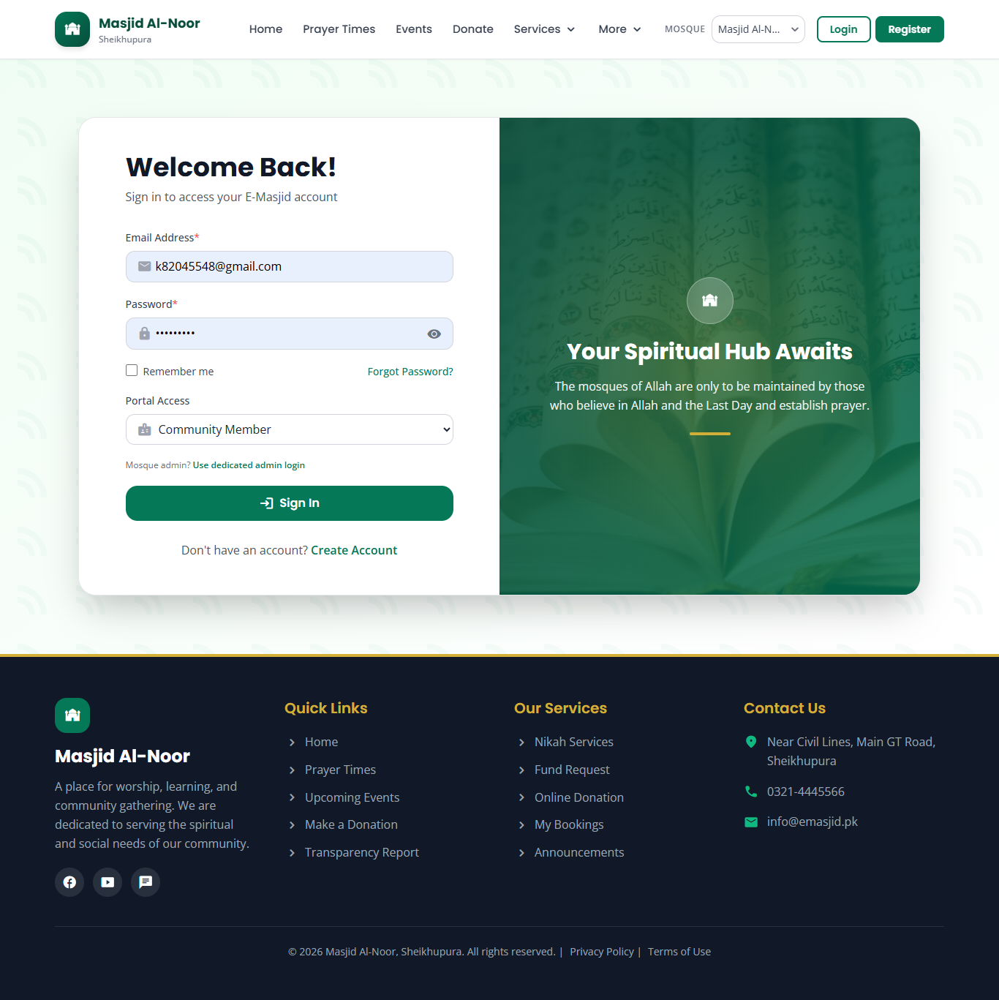 Masjid Al-Noor
Sheikhupura
Home
Prayer Times
Events
Donate
Services
More
MOSQUE
Masjid Al-N...
Login
Register
Welcome Back!
Sign in to access your E-Masjid account
Email Address*
k82045548@gmail.com
Password*
•••••••••
Remember me
Forgot Password?
Portal Access
Community Member
Mosque admin? Use dedicated admin login
Sign In
Don't have an account? Create Account
Your Spiritual Hub Awaits
The mosques of Allah are only to be maintained by those
who believe in Allah and the Last Day and establish prayer.
Masjid Al-Noor
A place for worship, learning, and
community gathering. We are
dedicated to serving the spiritual
and social needs of our community.
Quick Links
Home
Prayer Times
Upcoming Events
Make a Donation
Transparency Report
Our Services
Nikah Services
Fund Request
Online Donation
My Bookings
Announcements
Contact Us
Near Civil Lines, Main GT Road,
Sheikhupura
0321-4445566
info@emasjid.pk
© 2026 Masjid Al-Noor, Sheikhupura. All rights reserved. | Privacy Policy | Terms of Use